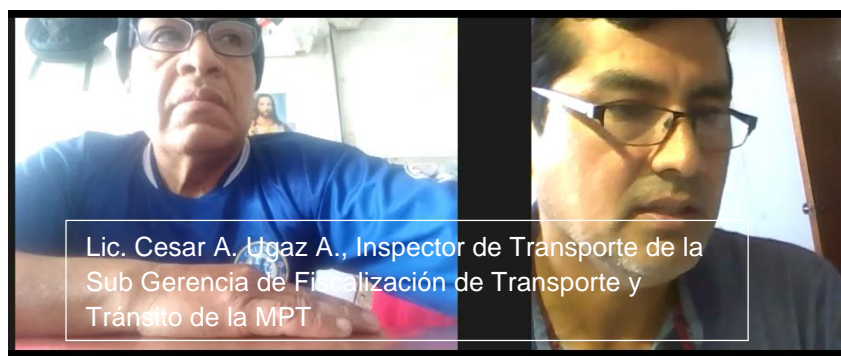 Lic. Cesar A. Ugaz A., Inspector de Transporte de la
Sub Gerencia de Fiscalización de Transporte y
Tránsito de la MPT